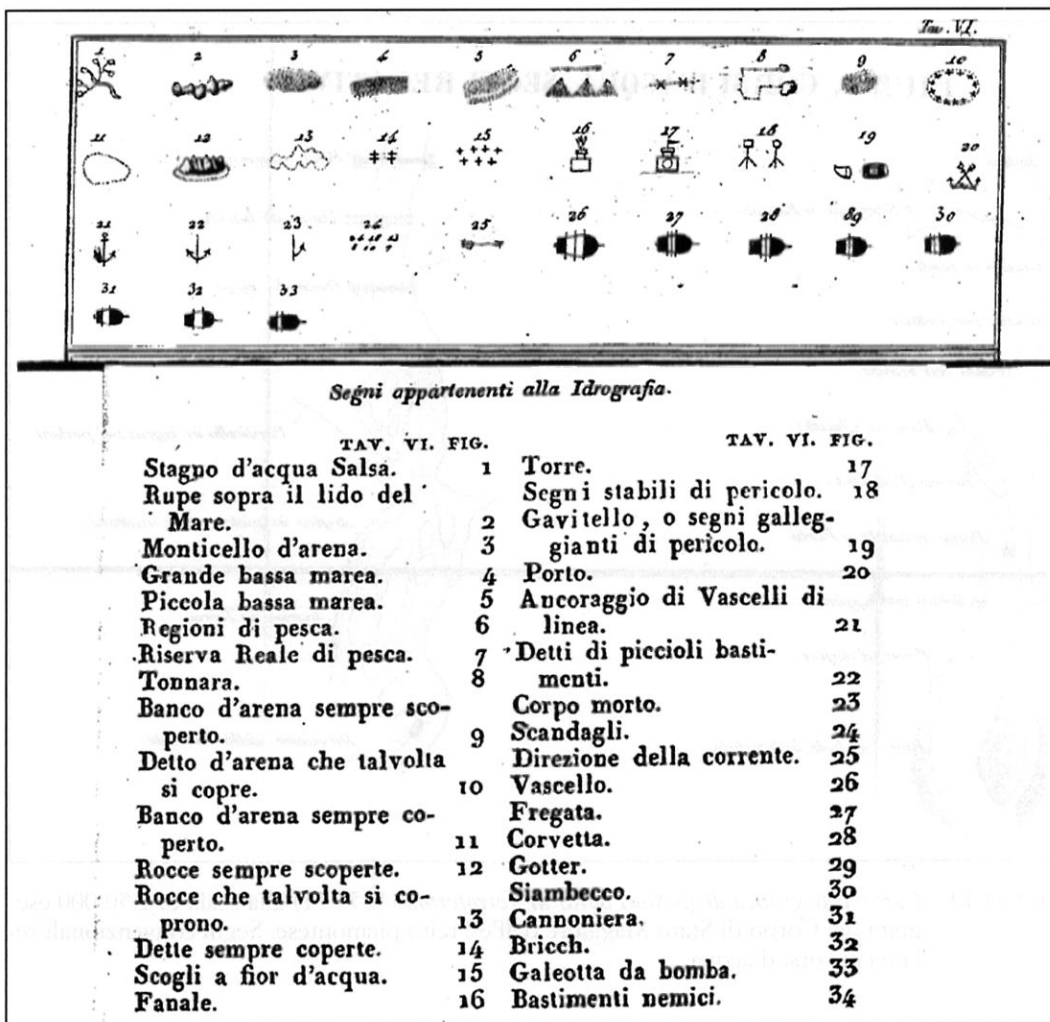 Tav. VI.
1 2 3 4 5 6 7 8 9 10
11 12 13 14 15 16 17 18 19 20
21 22 23 24 25 26 27 28 89 30
31 32 33
Segni appartenenti alla Idrografia.
TAV. VI. FIG.
Stagno d'acqua Salsa. 1
Rupe sopra il lido del
Mare. 2
Monticello d'arena. 3
Grande bassa marea. 4
Piccola bassa marea. 5
Regioni di pesca. 6
Riserva Reale di pesca. 7
Tonnara. 8
Banco d'arena sempre sco-
perto. 9
Detto d'arena che talvolta
si copre. 10
Banco d'arena sempre co-
perto. 11
Rocce sempre scoperte. 12
Rocce che talvolta si co-
prono. 13
Dette sempre coperte. 14
Scogli a fior d'acqua. 15
Fanale. 16
TAV. VI. FIG.
Torre. 17
Segni stabili di pericolo. 18
Gavitello, o segni galleg-
gianti di pericolo. 19
Porto. 20
Ancoraggio di Vascelli di
linea. 21
Detti di piccioli basti-
menti. 22
Corpo morto. 23
Scandagli. 24
Direzione della corrente. 25
Vascello. 26
Fregata. 27
Corvetta. 28
Gotter. 29
Siambecco. 30
Cannoniera. 31
Bricch. 32
Galeotta da bomba. 33
Bastimenti nemici. 34